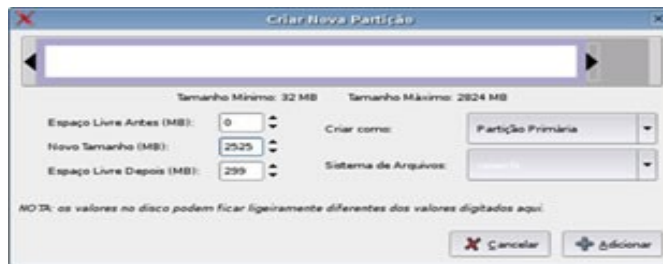 Criar Nova Partição
Tamanho Mínimo: 32 MB Tamanho Máximo: 2824 MB
Espaço Livre Antes (MB): 0
Criar como: Partição Primária
Novo Tamanho (MB): 2525
Espaço Livre Depois (MB): 299
Sistema de Arquivos:
NOTA: os valores no disco podem ficar ligeiramente diferentes dos valores digitados aqui.
Cancelar Adicionar